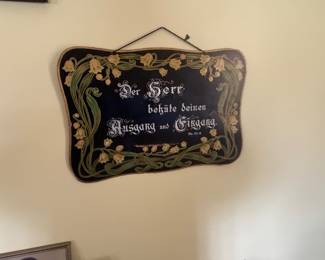 Der Herr
behüte deinen
Ausgang und Eingang.